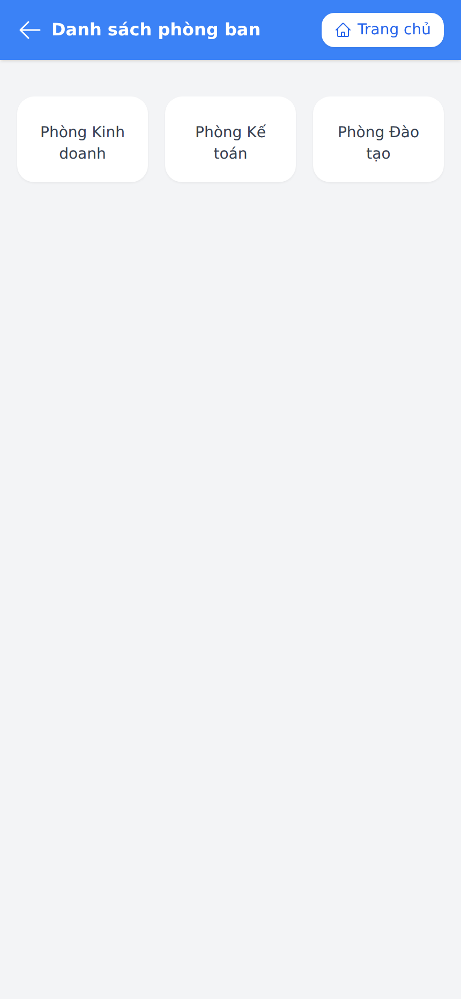 Danh sách phòng ban
Trang chủ
Phòng Kinh
doanh
Phòng Kế
toán
Phòng Đào
tạo